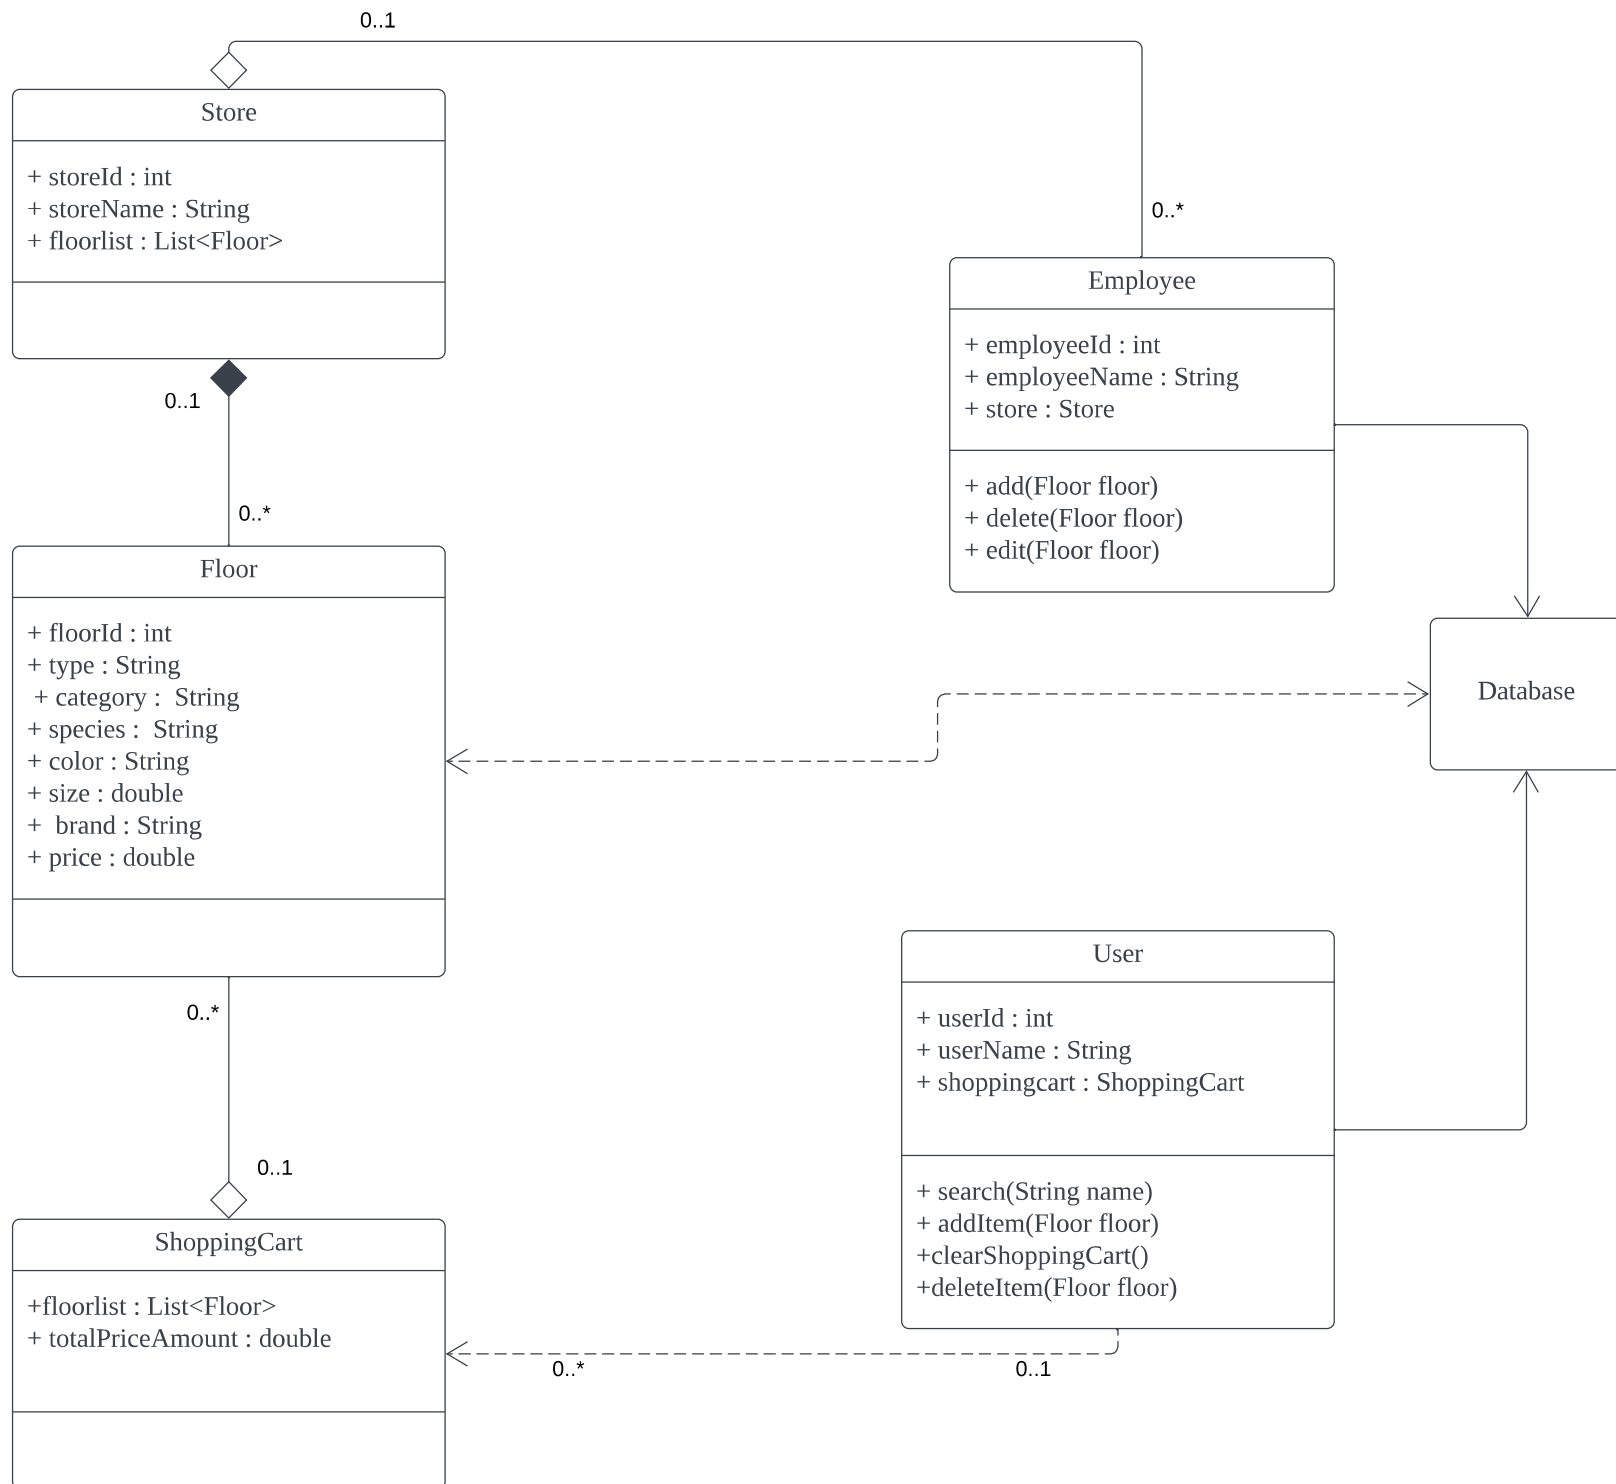 0..1
Store
+ storeId : int
+ storeName : String
+ floorlist : List<Floor>
0..1
0..*
0..*
Employee
+ employeeId : int
+ employeeName : String
+ store : Store
+ add(Floor floor)
+ delete(Floor floor)
+ edit(Floor floor)
Floor
+ floorId : int
+ type : String
+ category :  String
+ species :  String
+ color : String
+ size : double
+  brand : String
+ price : double
Database
0..*
0..1
User
+ userId : int
+ userName : String
+ shoppingcart : ShoppingCart
+ search(String name)
+ addItem(Floor floor)
+clearShoppingCart()
+deleteItem(Floor floor)
ShoppingCart
+floorlist : List<Floor>
+ totalPriceAmount : double
0..*
0..1